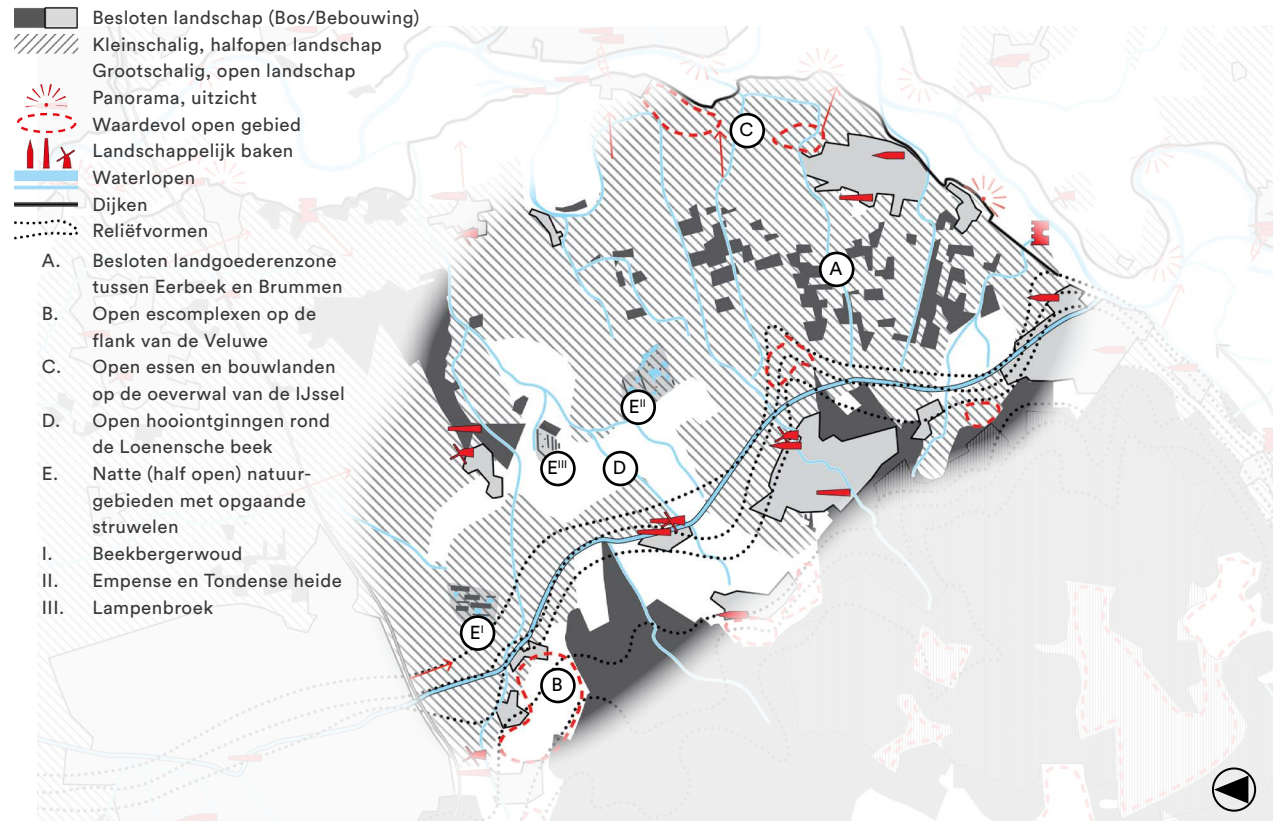 Besloten landschap (Bos/Bebouwing)
Kleinschalig, halfopen landschap
Grootschalig, open landschap
Panorama, uitzicht
Waardevol open gebied
Landschappelijk baken
Waterlopen
Dijken
Reliëfvormen
A. Besloten landgoederenzone
tussen Eerbeek en Brummen
B. Open escomplexen op de
flank van de Veluwe
C. Open essen en bouwlanden
op de oeverwal van de IJssel
D. Open hooiontginngen rond
de Loenensche beek
E. Natte (half open) natuur-
gebieden met opgaande
struwelen
I. Beekbergerwoud
II. Empense en Tondense heide
III. Lampenbroek
C
A
E^II
E^III
D
E^I
B